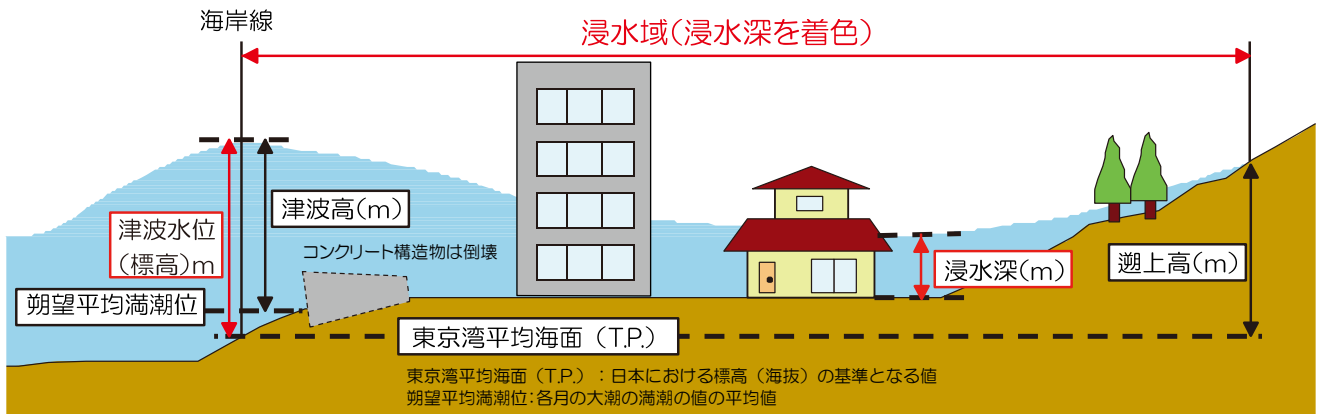 海岸線
浸水域(浸水深を着色)
津波高(m)
津波水位
(標高)m
コンクリート構造物は倒壊
浸水深(m)
遡上高(m)
朔望平均満潮位
東京湾平均海面（T.P.）
東京湾平均海面（T.P.）：日本における標高（海抜）の基準となる値
朔望平均満潮位：各月の大潮の満潮の値の平均値